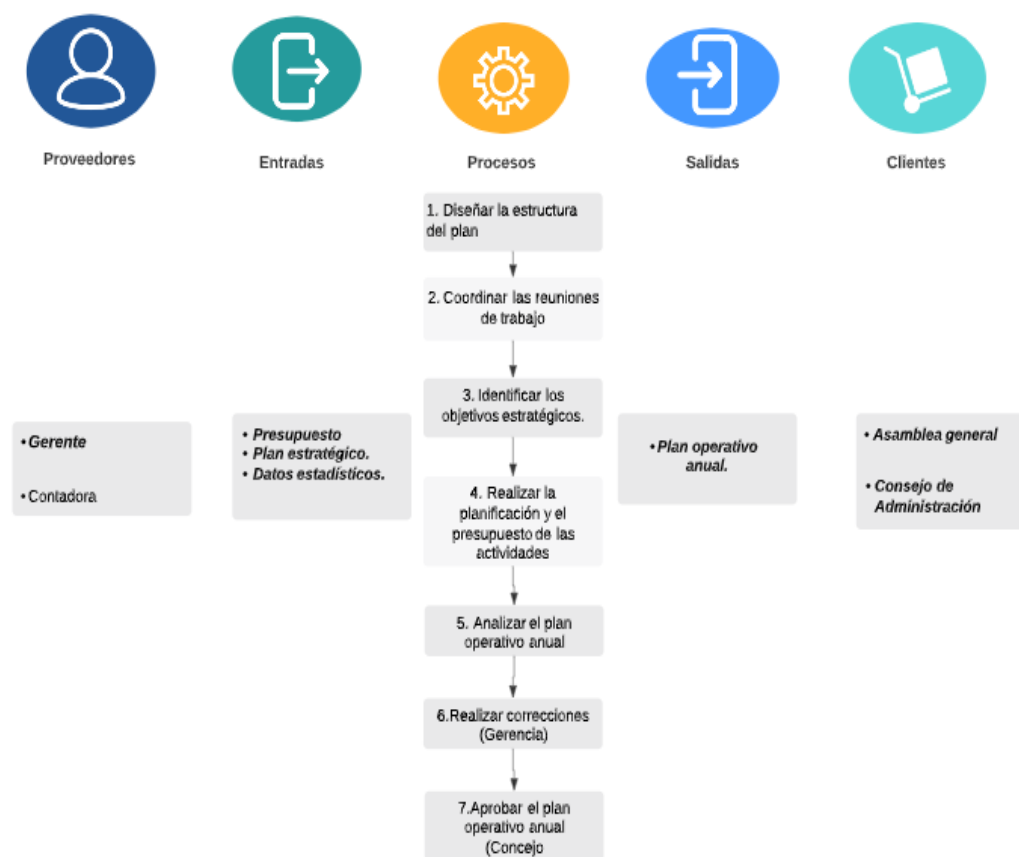 Proveedores
Entradas
Procesos
Salidas
Clientes
1. Diseñar la estructura
del plan
2. Coordinar las reuniones
de trabajo
3. Identificar los
objetivos estratégicos.
• Gerente
• Contadora
• Presupuesto
• Plan estratégico.
• Datos estadísticos.
• Plan operativo
anual.
• Asamblea general
• Consejo de
Administración
4. Realizar la
planificación y el
presupuesto de las
actividades
5. Analizar el plan
operativo anual
6.Realizar correcciones
(Gerencia)
7.Aprobar el plan
operativo anual
(Concejo